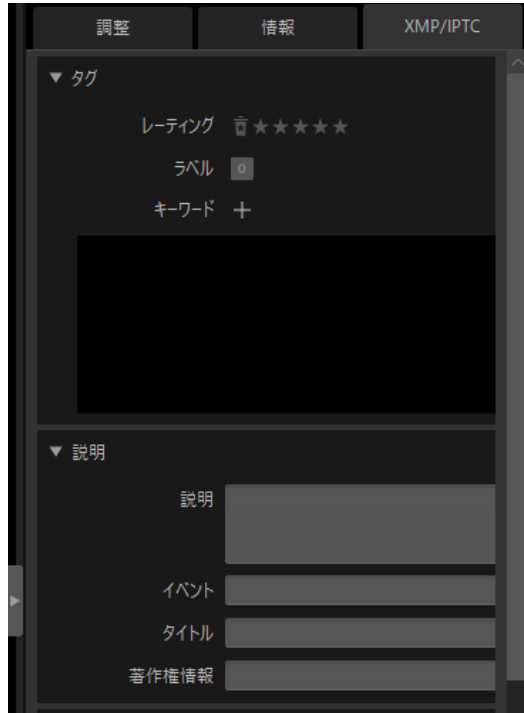 調整 情報 XMP/IPTC
タグ
レーティング
ラベル 0
キーワード
説明
説明
イベント
タイトル
著作権情報